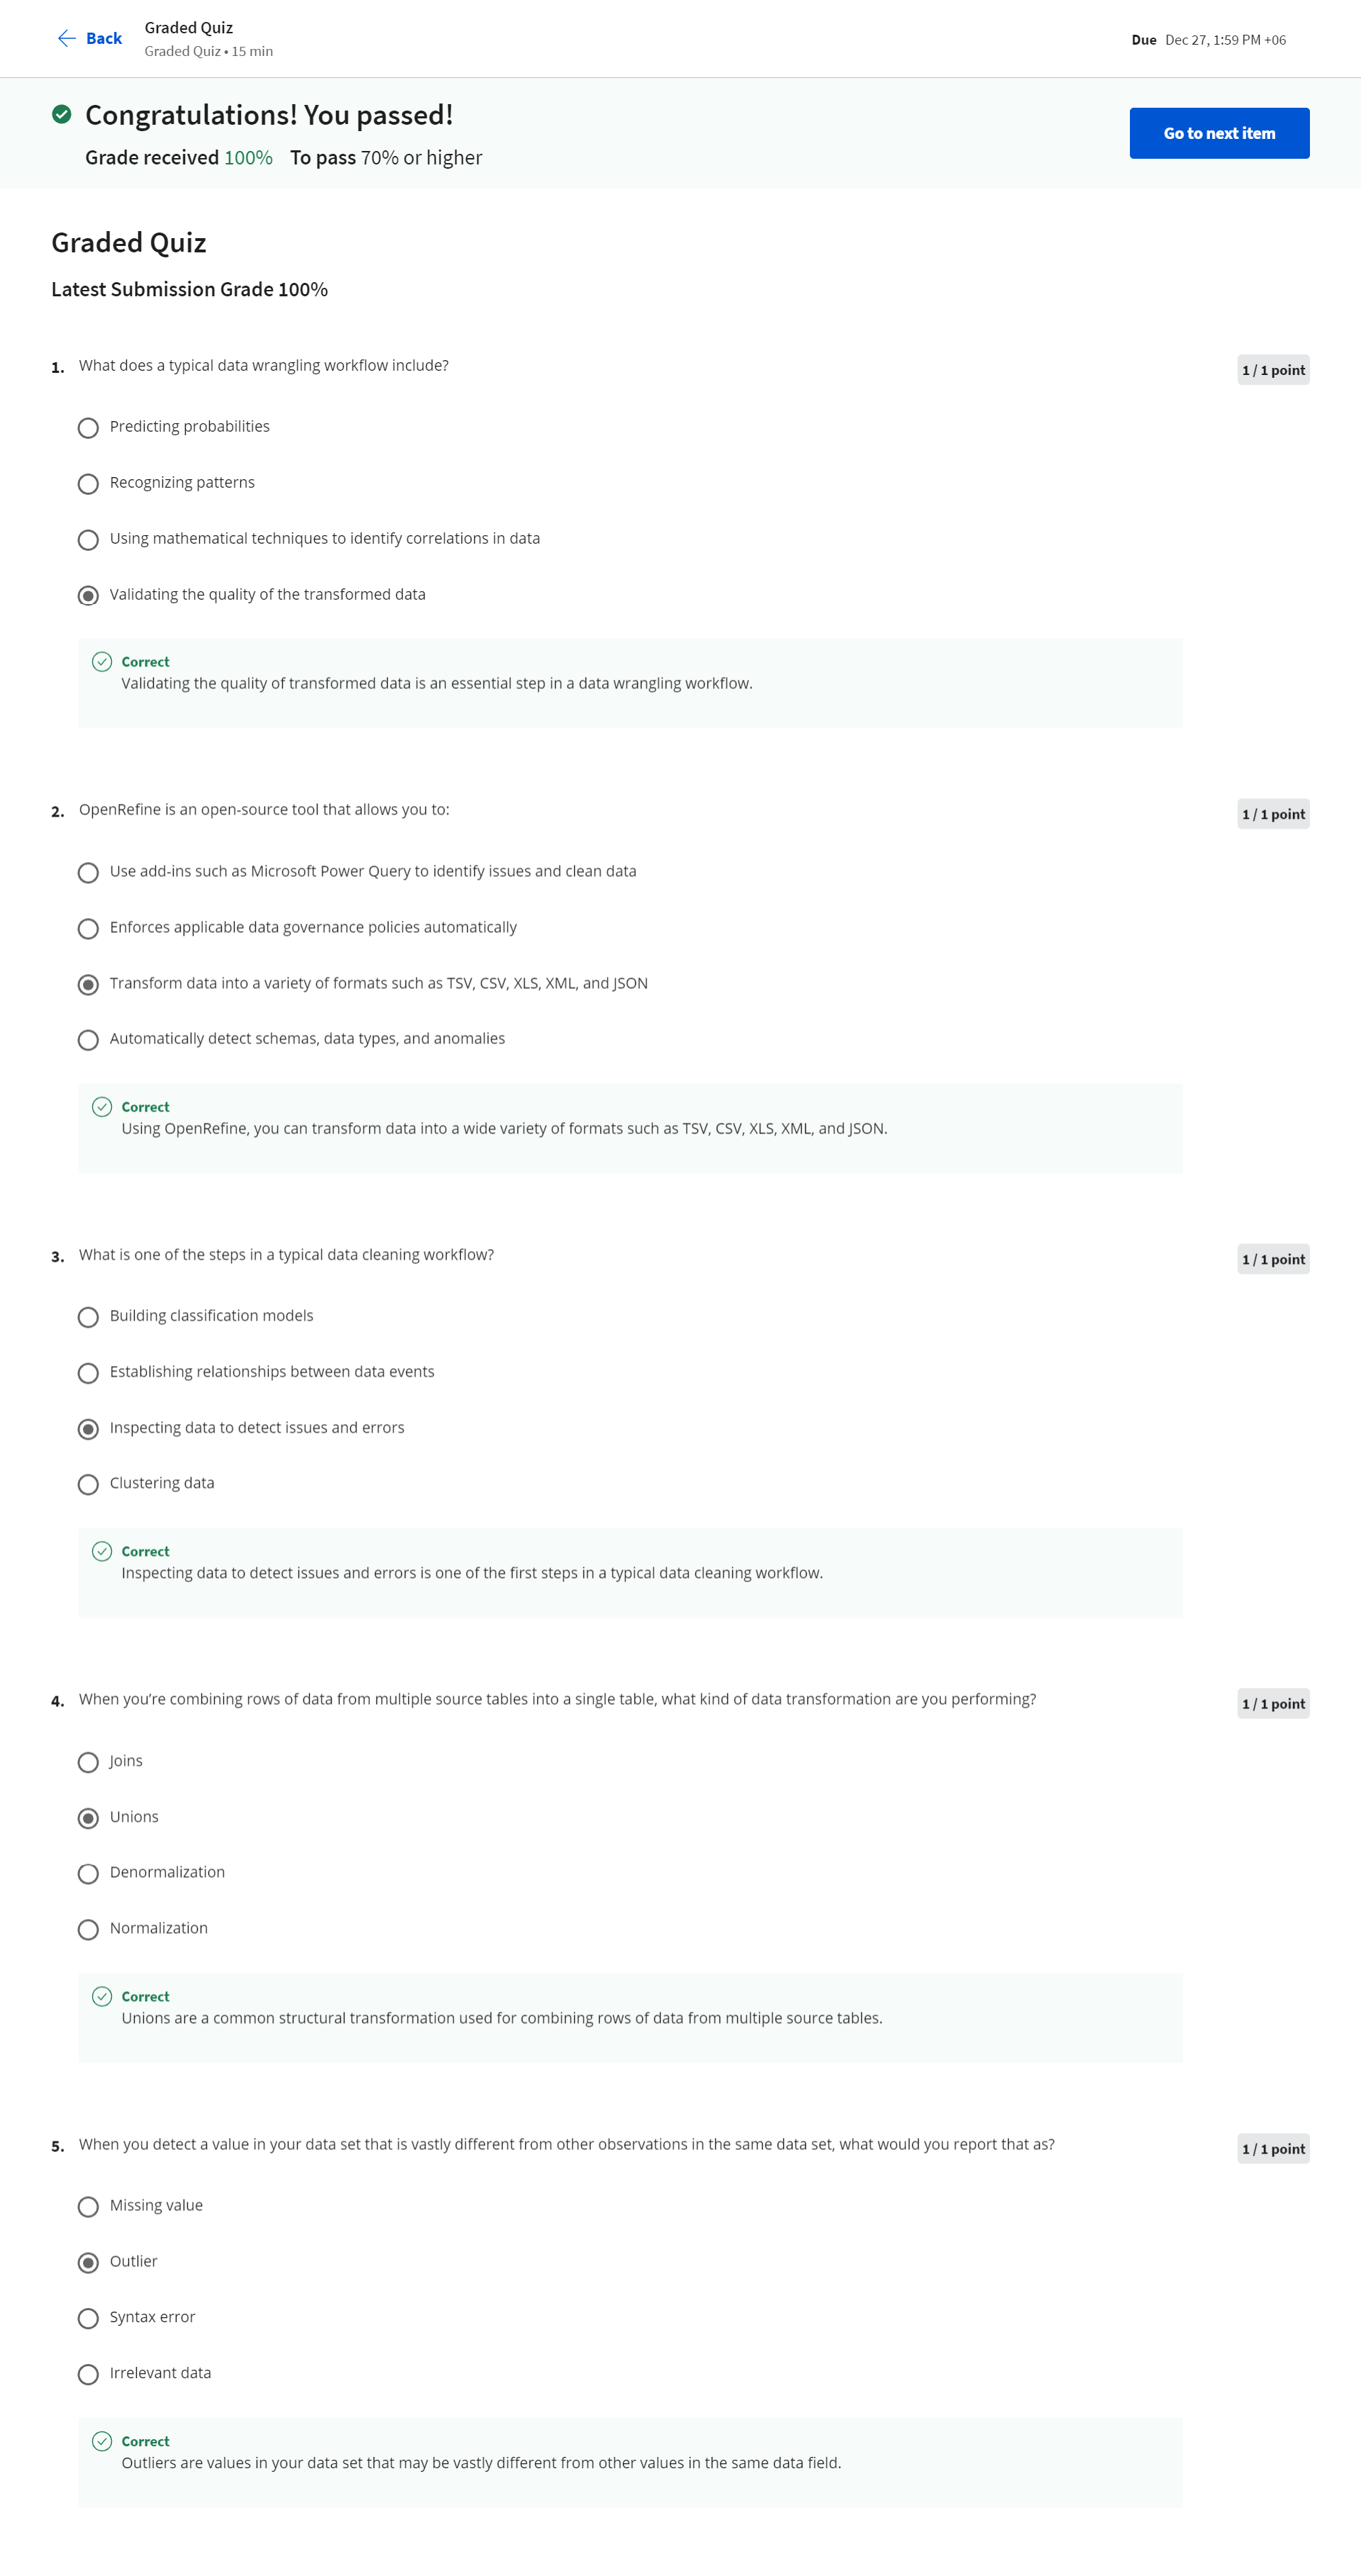 Back
Graded Quiz
Graded Quiz • 15 min
Due Dec 27, 1:59 PM +06
Congratulations! You passed!
Grade received 100% To pass 70% or higher
Go to next item
Graded Quiz
Latest Submission Grade 100%
1. What does a typical data wrangling workflow include?
1 / 1 point
Predicting probabilities
Recognizing patterns
Using mathematical techniques to identify correlations in data
Validating the quality of the transformed data
Correct
Validating the quality of transformed data is an essential step in a data wrangling workflow.
2. OpenRefine is an open-source tool that allows you to:
1 / 1 point
Use add-ins such as Microsoft Power Query to identify issues and clean data
Enforces applicable data governance policies automatically
Transform data into a variety of formats such as TSV, CSV, XLS, XML, and JSON
Automatically detect schemas, data types, and anomalies
Correct
Using OpenRefine, you can transform data into a wide variety of formats such as TSV, CSV, XLS, XML, and JSON.
3. What is one of the steps in a typical data cleaning workflow?
1 / 1 point
Building classification models
Establishing relationships between data events
Inspecting data to detect issues and errors
Clustering data
Correct
Inspecting data to detect issues and errors is one of the first steps in a typical data cleaning workflow.
4. When you're combining rows of data from multiple source tables into a single table, what kind of data transformation are you performing?
1 / 1 point
Joins
Unions
Denormalization
Normalization
Correct
Unions are a common structural transformation used for combining rows of data from multiple source tables.
5. When you detect a value in your data set that is vastly different from other observations in the same data set, what would you report that as?
1 / 1 point
Missing value
Outlier
Syntax error
Irrelevant data
Correct
Outliers are values in your data set that may be vastly different from other values in the same data field.